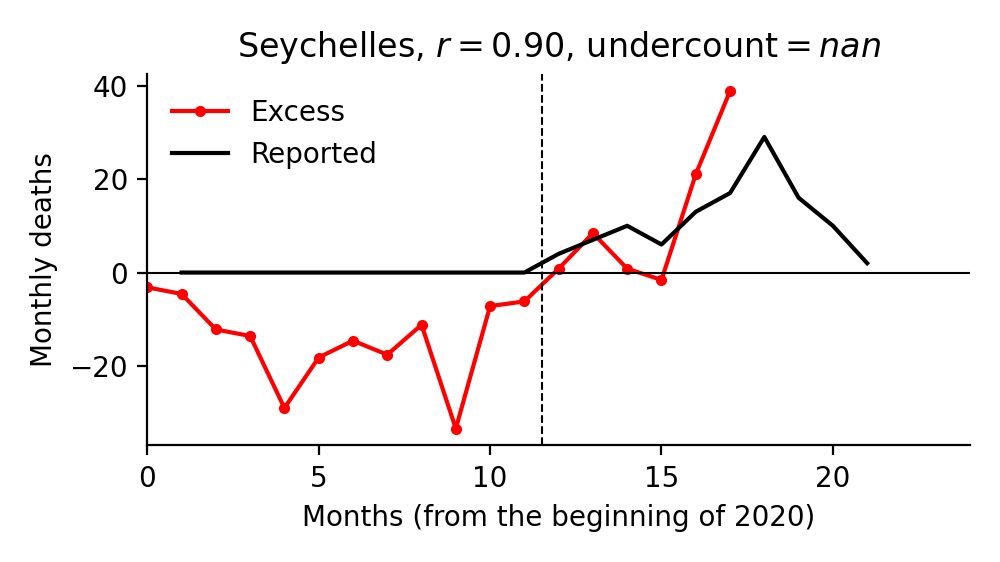 Seychelles, r = 0.90, undercount = nan
40
20
0
−20
Monthly deaths
Excess
Reported
0 5 10 15 20
Months (from the beginning of 2020)